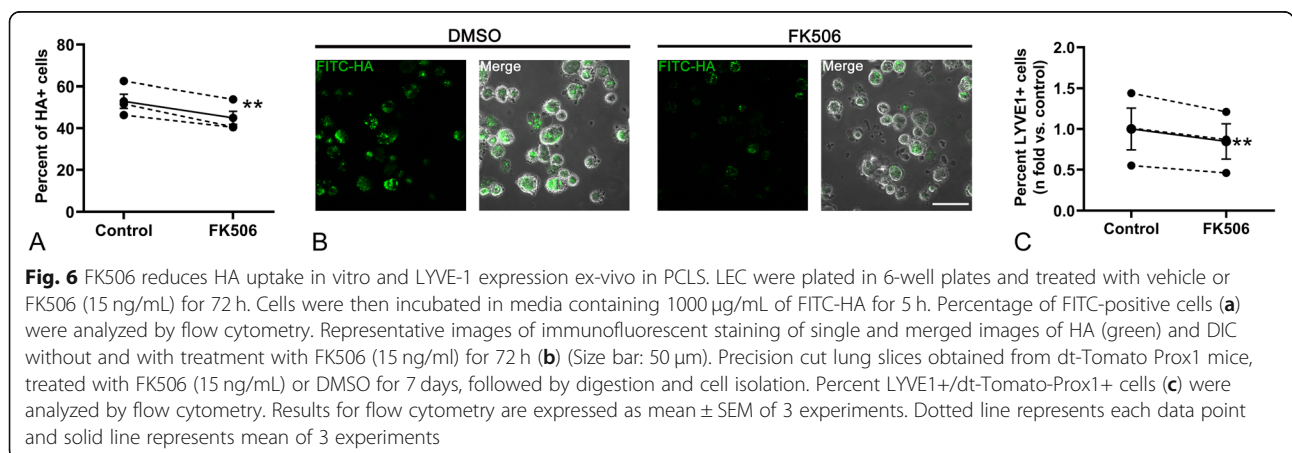 DMSO
FK506
80
60
40
20
0
Percent of HA+ cells
**
Control
FK506
A
FITC-HA
Merge
FITC-HA
Merge
B
2.0
1.5
1.0
0.5
0.0
Percent LYVE1+ cells
(n fold vs. control)
**
Control
FK506
C
Fig. 6 FK506 reduces HA uptake in vitro and LYVE-1 expression ex-vivo in PCLS. LEC were plated in 6-well plates and treated with vehicle or
FK506 (15 ng/mL) for 72 h. Cells were then incubated in media containing 1000 μg/mL of FITC-HA for 5 h. Percentage of FITC-positive cells (a)
were analyzed by flow cytometry. Representative images of immunofluorescent staining of single and merged images of HA (green) and DIC
without and with treatment with FK506 (15 ng/ml) for 72 h (b) (Size bar: 50 μm). Precision cut lung slices obtained from dt-Tomato Prox1 mice,
treated with FK506 (15 ng/mL) or DMSO for 7 days, followed by digestion and cell isolation. Percent LYVE1+/dt-Tomato-Prox1+ cells (c) were
analyzed by flow cytometry. Results for flow cytometry are expressed as mean ± SEM of 3 experiments. Dotted line represents each data point
and solid line represents mean of 3 experiments